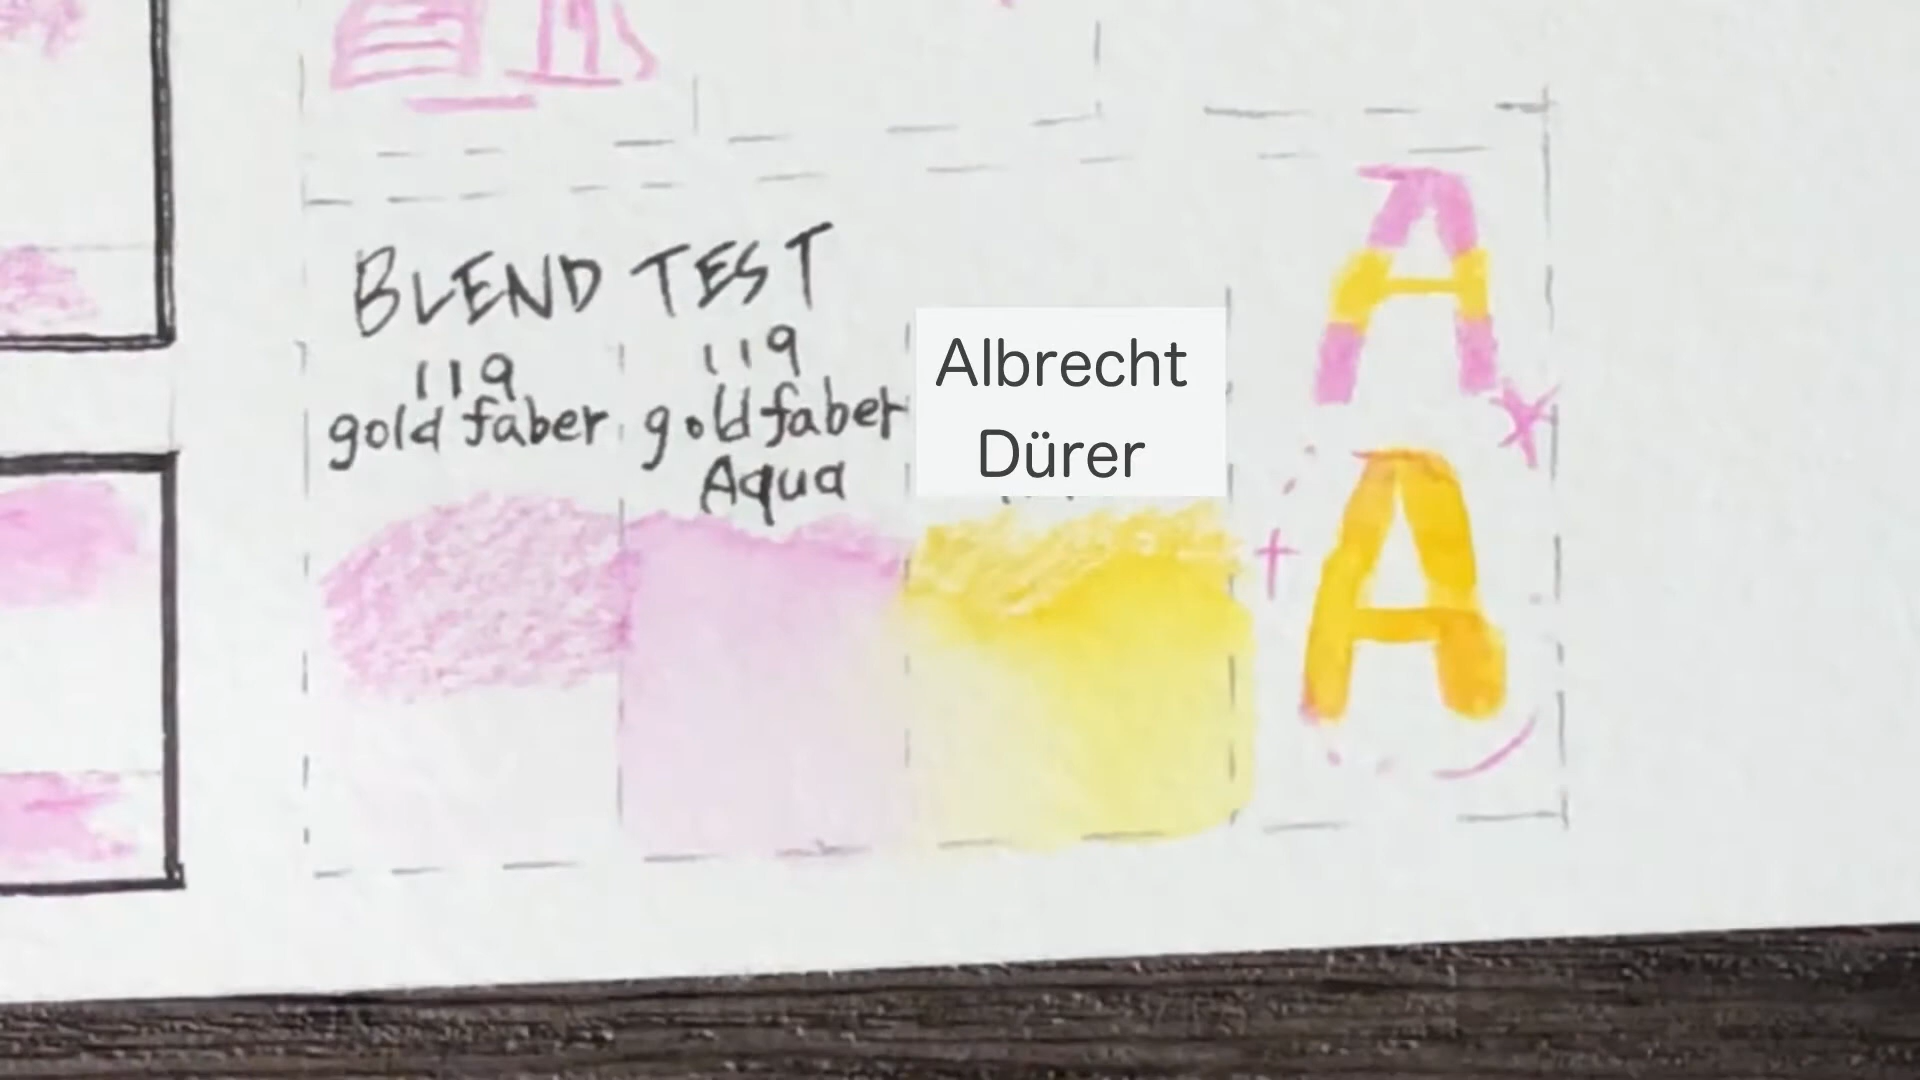 BLEND TEST
119
gold faber
119
goldfaber
Aqua
Albrecht
Dürer
A
A